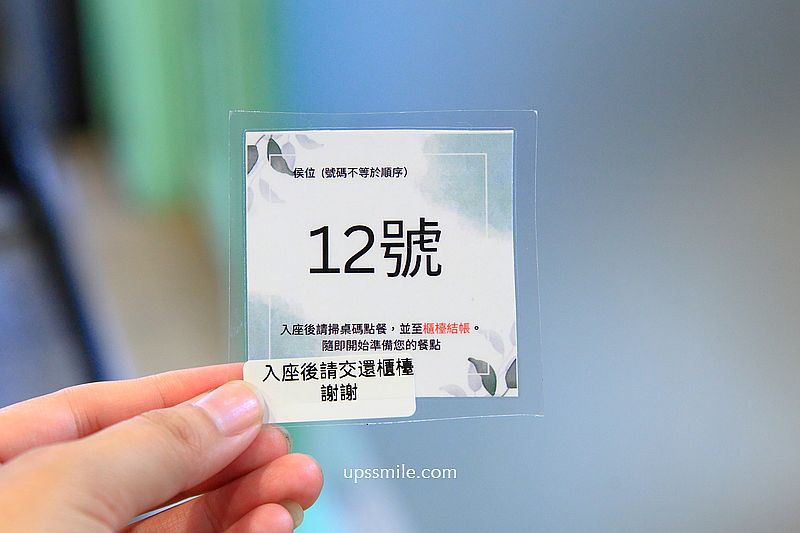 侯位 (號碼不等於順序)
12號
入座後請掃桌碼點餐，並至櫃檯結帳。
隨即開始準備您的餐點
入座後請交還櫃檯
謝謝
upssmile.com